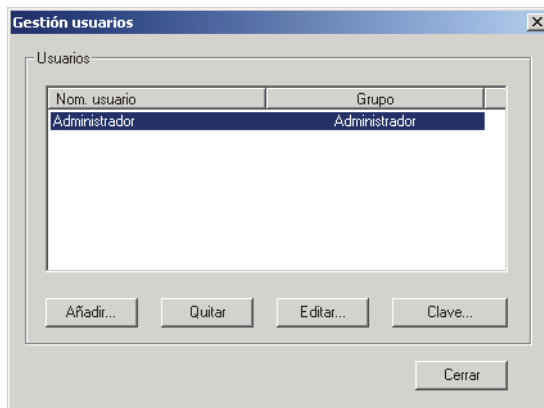 Gestión usuarios
Usuarios
Nom. usuario Grupo
Administrador Administrador
Añadir... Quitar Editar... Clave...
Cerrar